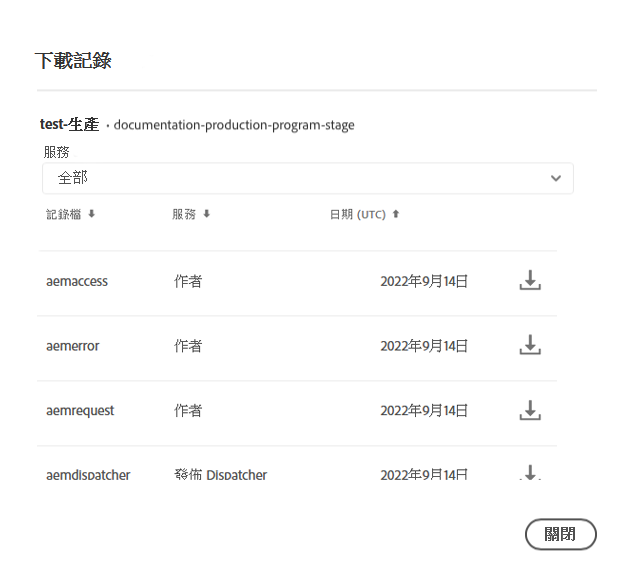 下載記錄
test-生產 • documentation-production-program-stage
服務
全部
記錄檔 服務 日期 (UTC)
aemaccess 作者 2022年9月14日
aemerror 作者 2022年9月14日
aemrequest 作者 2022年9月14日
aemdispatcher 發佈 Dispatcher 2022年9月14日
關閉